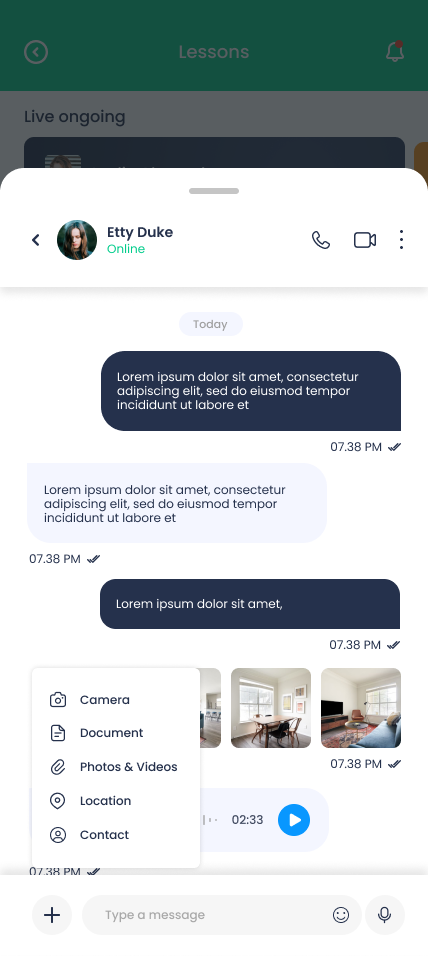 Lessons
Live ongoing
Etty Duke
Online
Today
Lorem ipsum dolor sit amet, consectetur
adipiscing elit, sed do eiusmod tempor
incididunt ut labore et
07.38 PM
Lorem ipsum dolor sit amet, consectetur
adipiscing elit, sed do eiusmod tempor
incididunt ut labore et
07.38 PM
Lorem ipsum dolor sit amet,
07.38 PM
07.38 PM
Camera
Document
Photos & Videos
Location
Contact
02:33
07.38 PM
Type a message